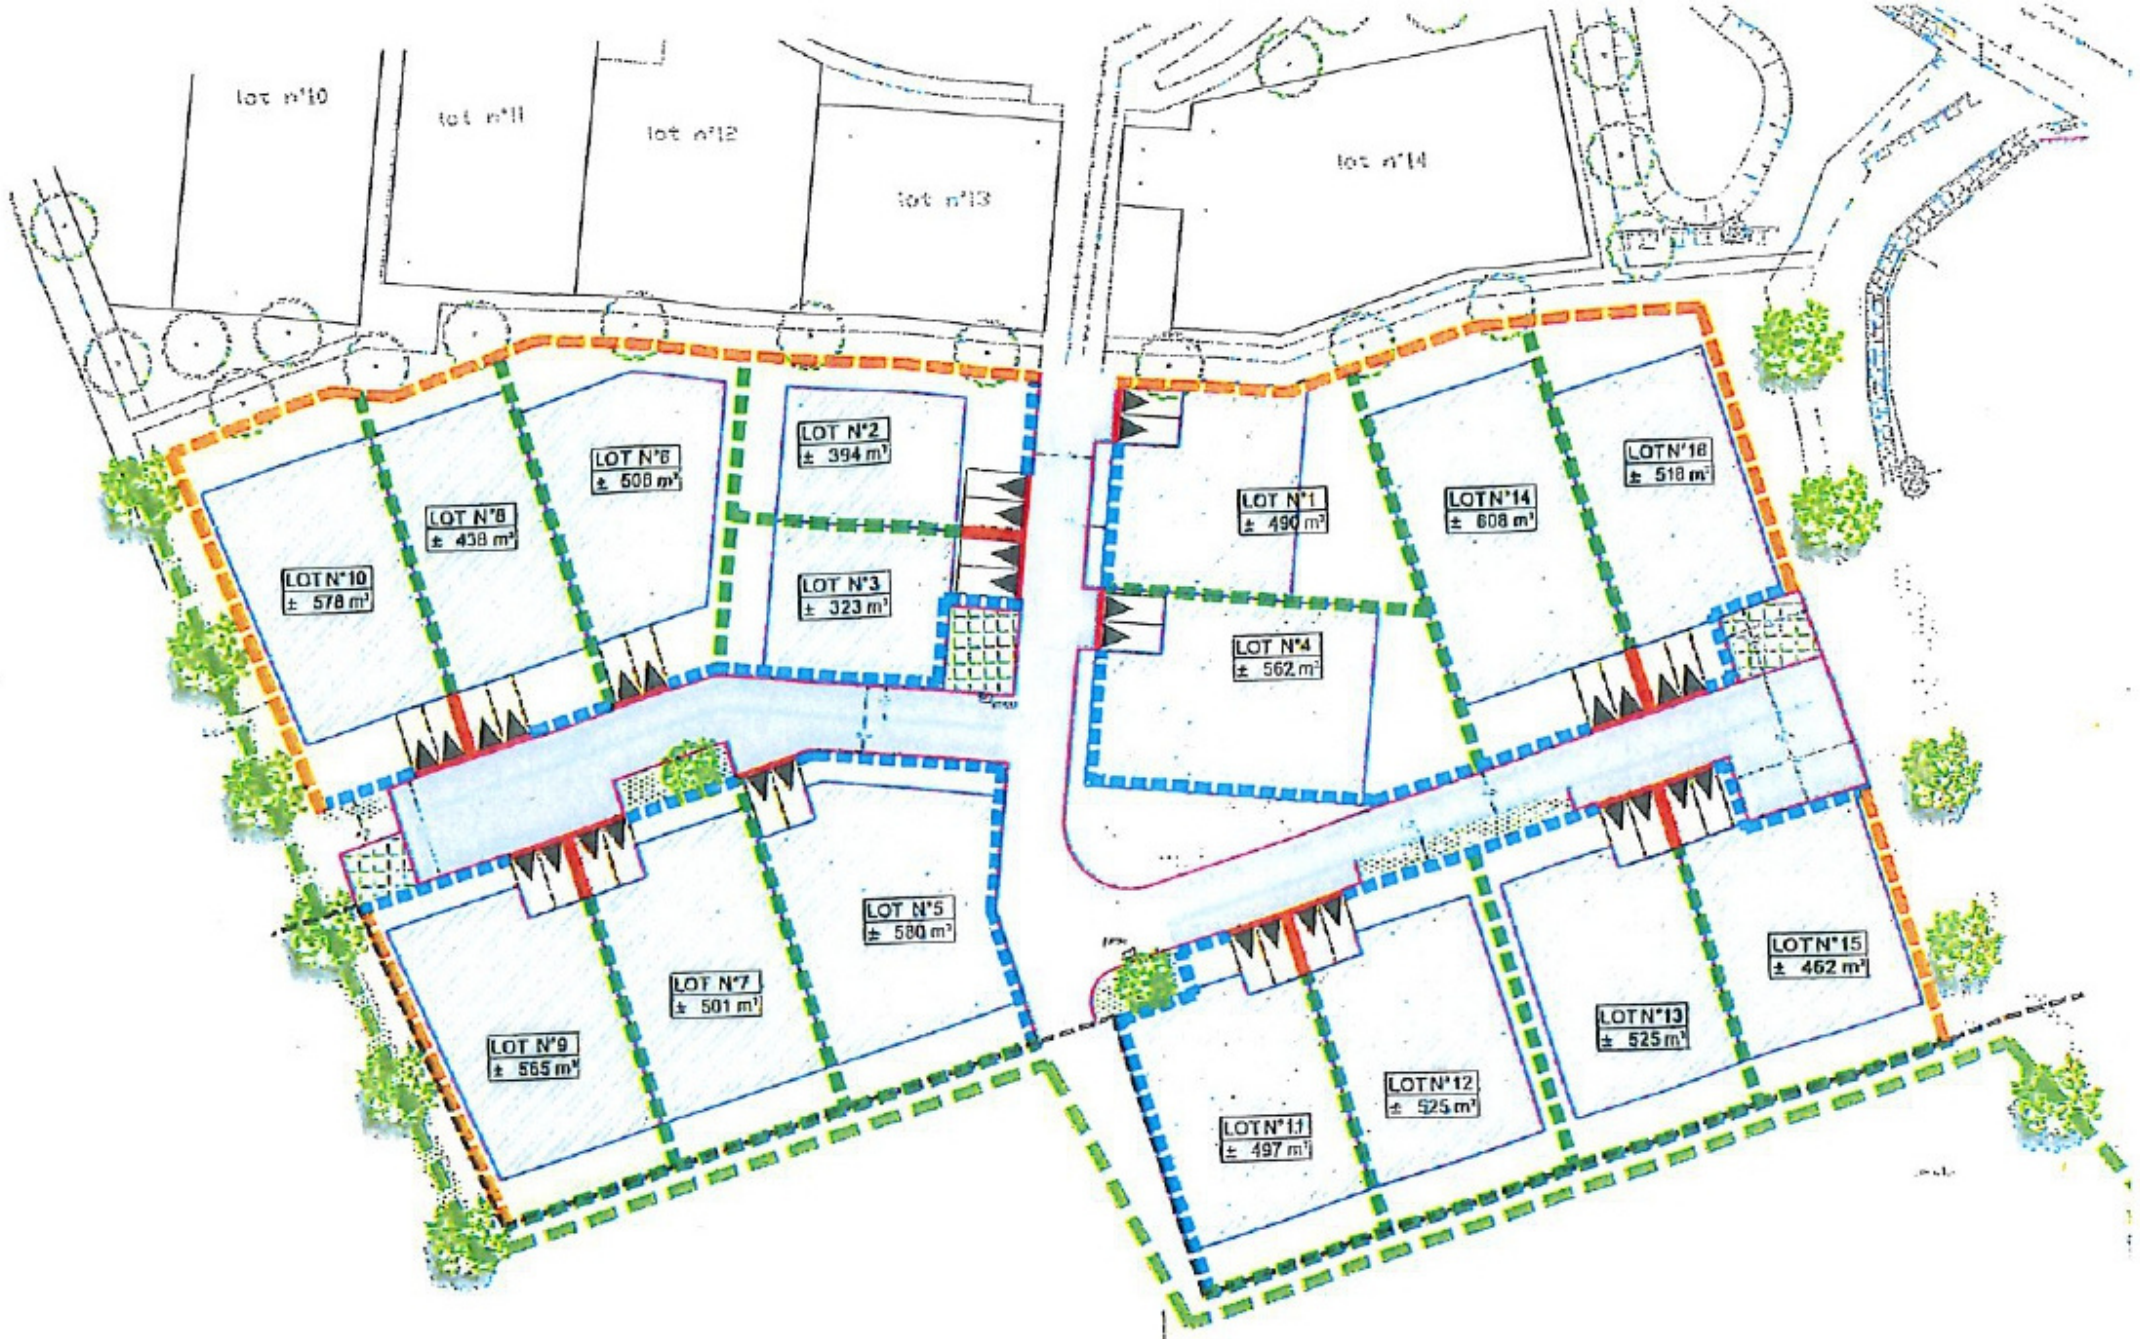 lot n°10
lot n°11
lot n°12
lot n°13
lot n°14
LOT N°2
± 394 m²
LOT N°6
± 508 m²
LOT N°16
± 518 m²
LOT N°1
± 490 m²
LOT N°14
± 608 m²
LOT N°8
± 438 m²
LOT N°10
± 578 m²
LOT N°3
± 323 m²
LOT N°4
± 562 m²
LOT N°5
± 580 m²
LOT N°15
± 462 m²
LOT N°7
± 501 m²
LOT N°13
± 525 m²
LOT N°9
± 565 m²
LOT N°12
± 525 m²
LOT N°11
± 497 m²